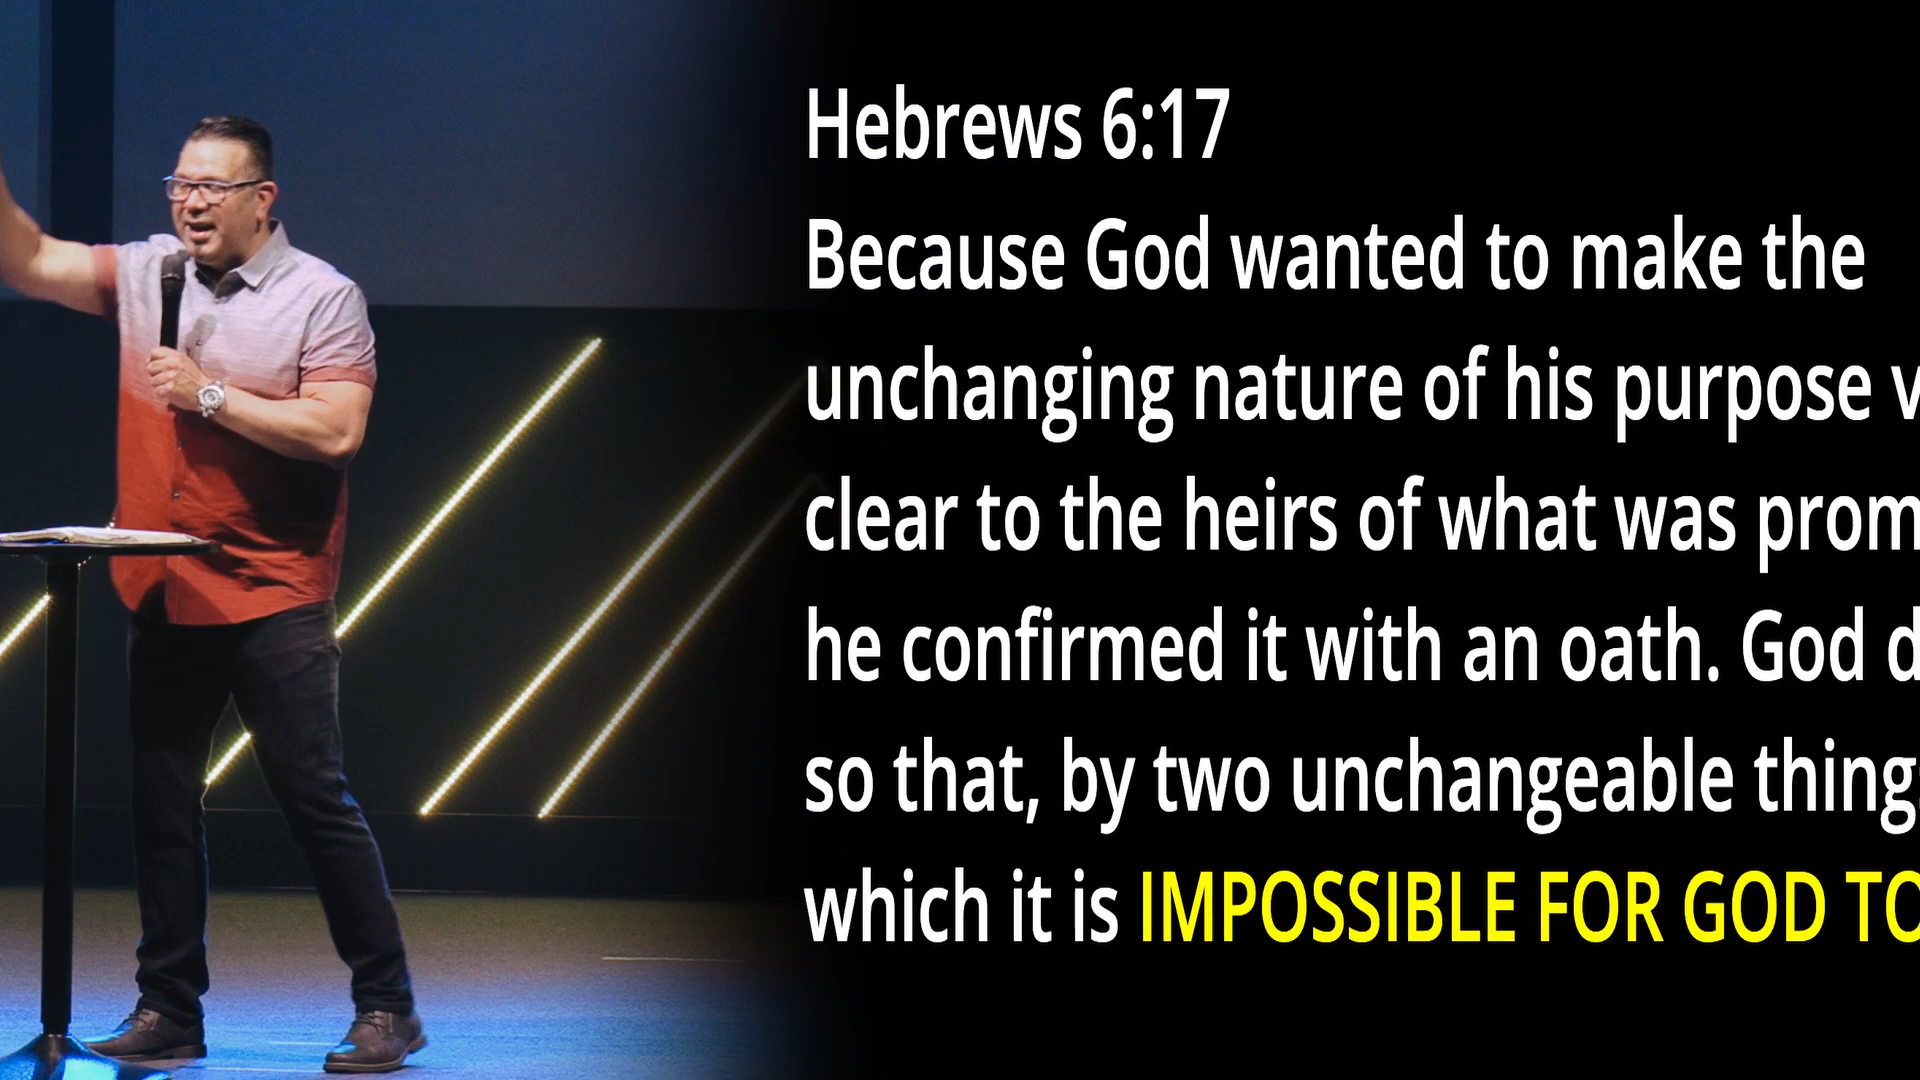 Hebrews 6:17
Because God wanted to make the
unchanging nature of his purpose
clear to the heirs of what was
he confirmed it with an oath. God
so that, by two unchangeable
which it is IMPOSSIBLE FOR GOD TO